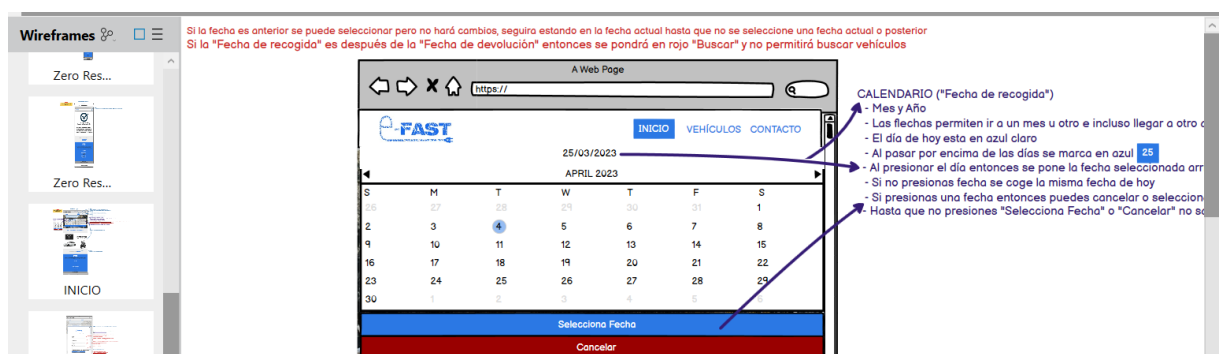 Wireframes
Zero Res...
Zero Res...
INICIO
Si la fecha es anterior se puede seleccionar pero no hará cambios, seguira estando en la fecha actual hasta que no se seleccione una fecha actual o posterior
Si la "Fecha de recogida" es después de la "Fecha de devolución" entonces se pondrá en rojo "Buscar" y no permitirá buscar vehículos
A Web Page
https://
e-FAST
INICIO VEHÍCULOS CONTACTO
25/03/2023
APRIL 2023
S M T W T F S
26 27 28 29 30 31 1
2 3 4 5 6 7 8
9 10 11 12 13 14 15
16 17 18 19 20 21 22
23 24 25 26 27 28 29
30 1 2 3 4 5 6
Selecciona Fecha
Cancelar
CALENDARIO ("Fecha de recogida")
- Mes y Año
- Las flechas permiten ir a un mes u otro e incluso llegar a otro
- El día de hoy esta en azul claro
- Al pasar por encima de las días se marca en azul 25
- Al presionar el día entonces se pone la fecha seleccionada arr
- Si no presionas fecha se coge la misma fecha de hoy
- Si presionas una fecha entonces puedes cancelar o seleccion
- Hasta que no presiones "Selecciona Fecha" o "Cancelar" no